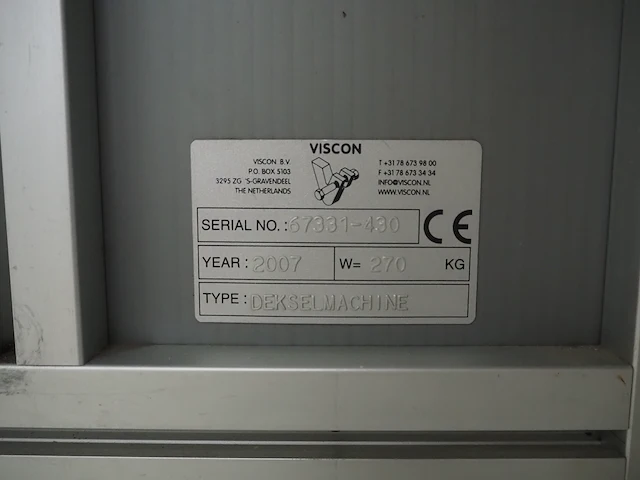 VISCON
VISCON B.V.
P.O. BOX 5103
3295 ZG 'S-GRAVENDEEL
THE NETHERLANDS
T +31 78 673 98 00
F +31 78 673 34 34
INFO@VISCON.NL
WWW.VISCON.NL
SERIAL NO.: 67331-430
CE
YEAR: 2007 W= 270 KG
TYPE: DEKSELMACHINE